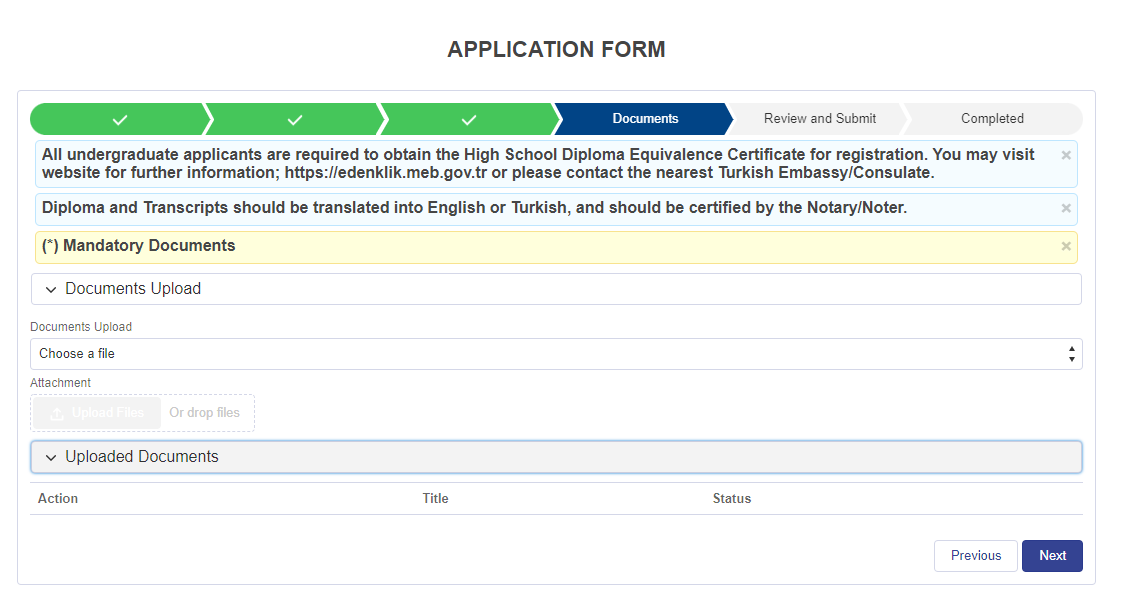 APPLICATION FORM
Documents
Review and Submit
Completed
All undergraduate applicants are required to obtain the High School Diploma Equivalence Certificate for registration. You may visit
website for further information; https://edenklik.meb.gov.tr or please contact the nearest Turkish Embassy/Consulate.
Diploma and Transcripts should be translated into English or Turkish, and should be certified by the Notary/Noter.
(*) Mandatory Documents
Documents Upload
Documents Upload
Choose a file
Attachment
Upload Files Or drop files
Uploaded Documents
Action Title Status
Previous Next